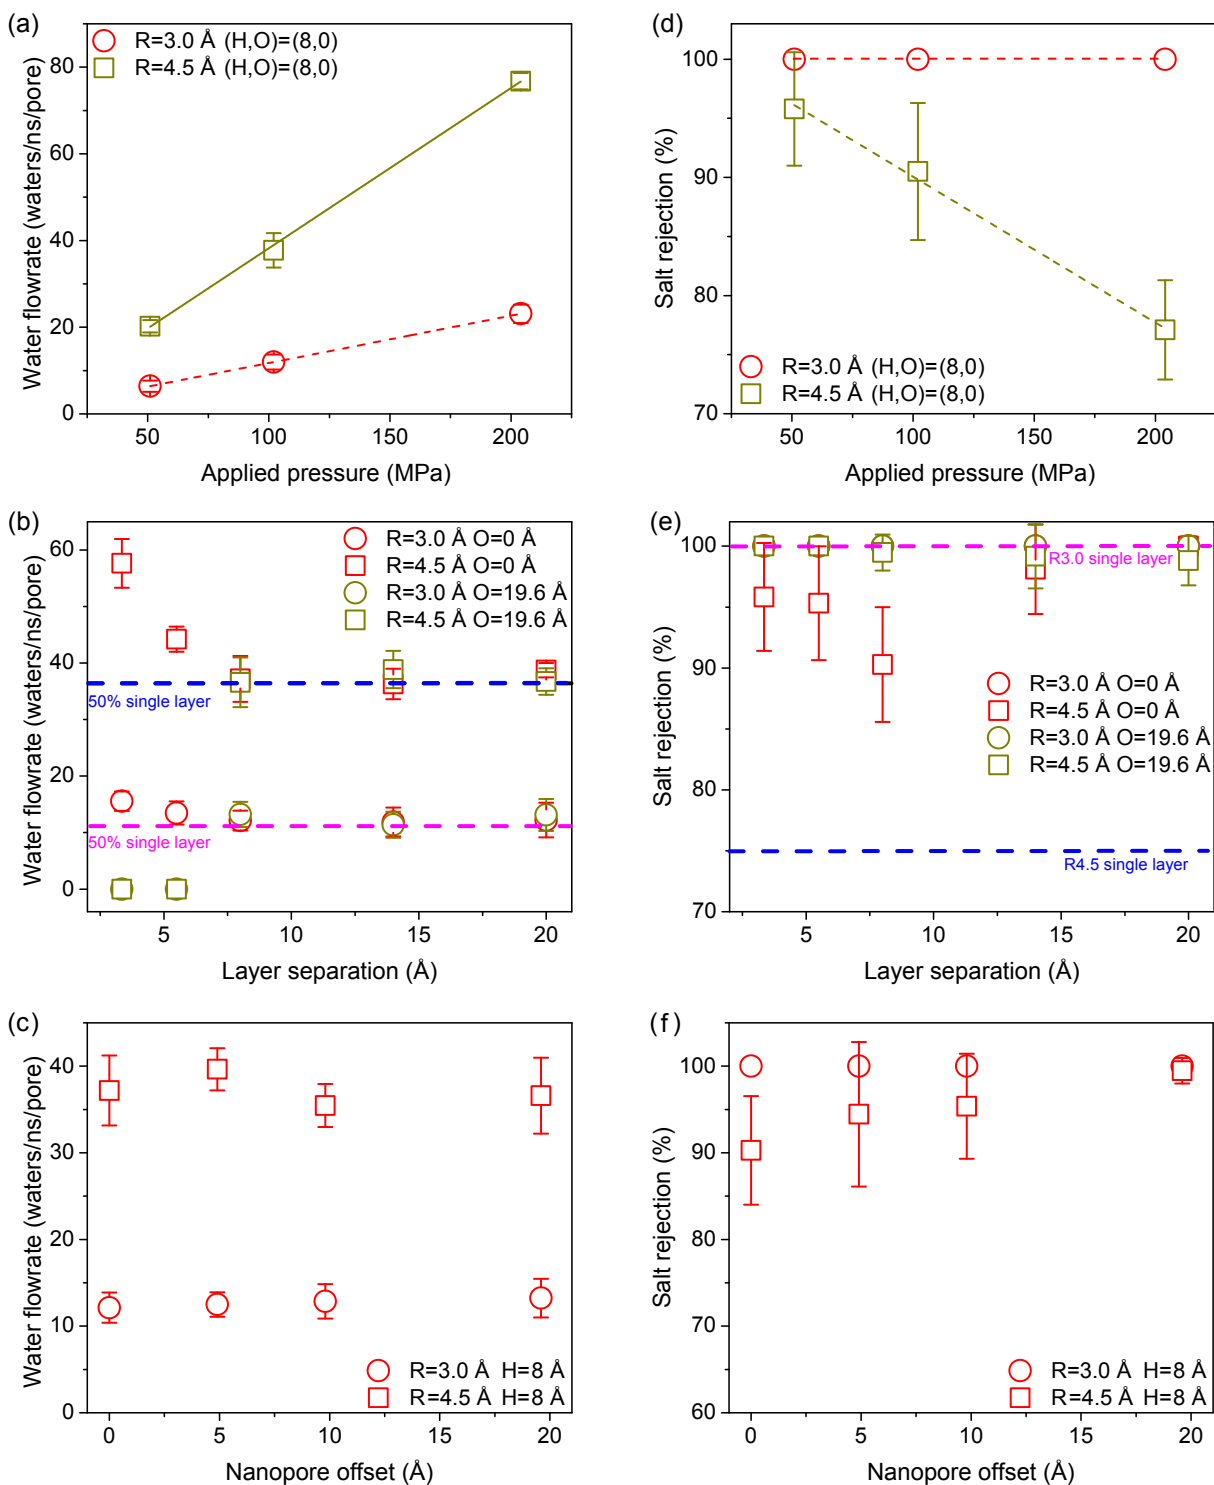 (a)
R=3.0 Å (H,O)=(8,0)
R=4.5 Å (H,O)=(8,0)
Water flowrate (waters/ns/pore)
80
60
40
20
0
50
100
150
200
Applied pressure (MPa)
(d)
Salt rejection (%)
100
90
80
70
R=3.0 Å (H,O)=(8,0)
R=4.5 Å (H,O)=(8,0)
50
100
150
200
Applied pressure (MPa)
(b)
R=3.0 Å O=0 Å
R=4.5 Å O=0 Å
R=3.0 Å O=19.6 Å
R=4.5 Å O=19.6 Å
Water flowrate (waters/ns/pore)
60
40
20
0
50% single layer
50% single layer
5
10
15
20
Layer separation (Å)
(e)
Salt rejection (%)
100
90
80
70
R3.0 single layer
R=3.0 Å O=0 Å
R=4.5 Å O=0 Å
R=3.0 Å O=19.6 Å
R=4.5 Å O=19.6 Å
R4.5 single layer
5
10
15
20
Layer separation (Å)
(c)
Water flowrate (waters/ns/pore)
40
30
20
10
0
R=3.0 Å H=8 Å
R=4.5 Å H=8 Å
0
5
10
15
20
Nanopore offset (Å)
(f)
Salt rejection (%)
100
90
80
70
60
R=3.0 Å H=8 Å
R=4.5 Å H=8 Å
0
5
10
15
20
Nanopore offset (Å)